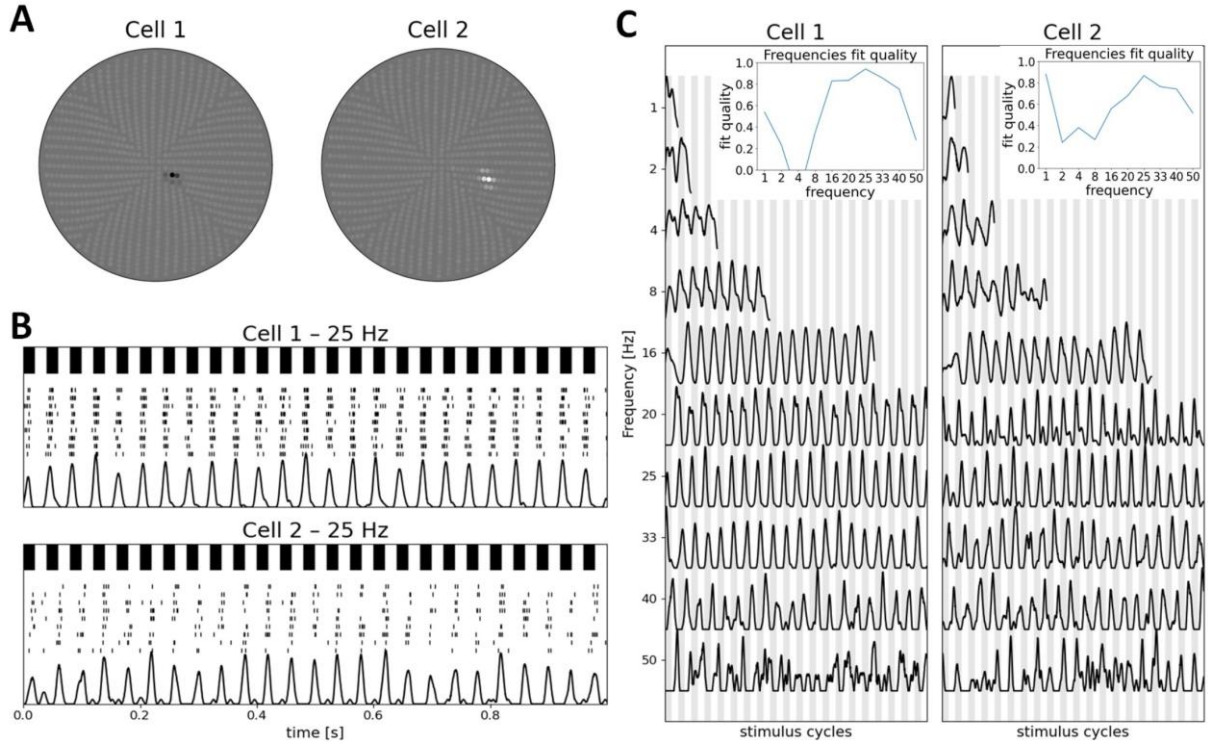 A
Cell 1
Cell 2
B
Cell 1 – 25 Hz
Cell 2 – 25 Hz
0.0
0.2
0.4
0.6
0.8
time [s]
C
Cell 1
Cell 2
Frequency [Hz]
1
2
4
8
16
20
25
33
40
50
Frequencies fit quality
fit quality
1.0
0.8
0.6
0.4
0.2
0.0
1 2 4 8 16 20 25 33 40 50
frequency
Frequencies fit quality
fit quality
1.0
0.8
0.6
0.4
0.2
0.0
1 2 4 8 16 20 25 33 40 50
frequency
stimulus cycles
stimulus cycles